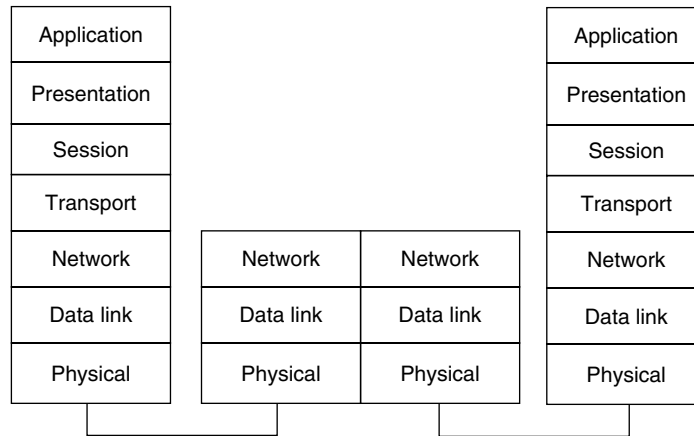 Application
Presentation
Session
Transport
Network
Data link
Physical
Network
Data link
Physical
Network
Data link
Physical
Application
Presentation
Session
Transport
Network
Data link
Physical